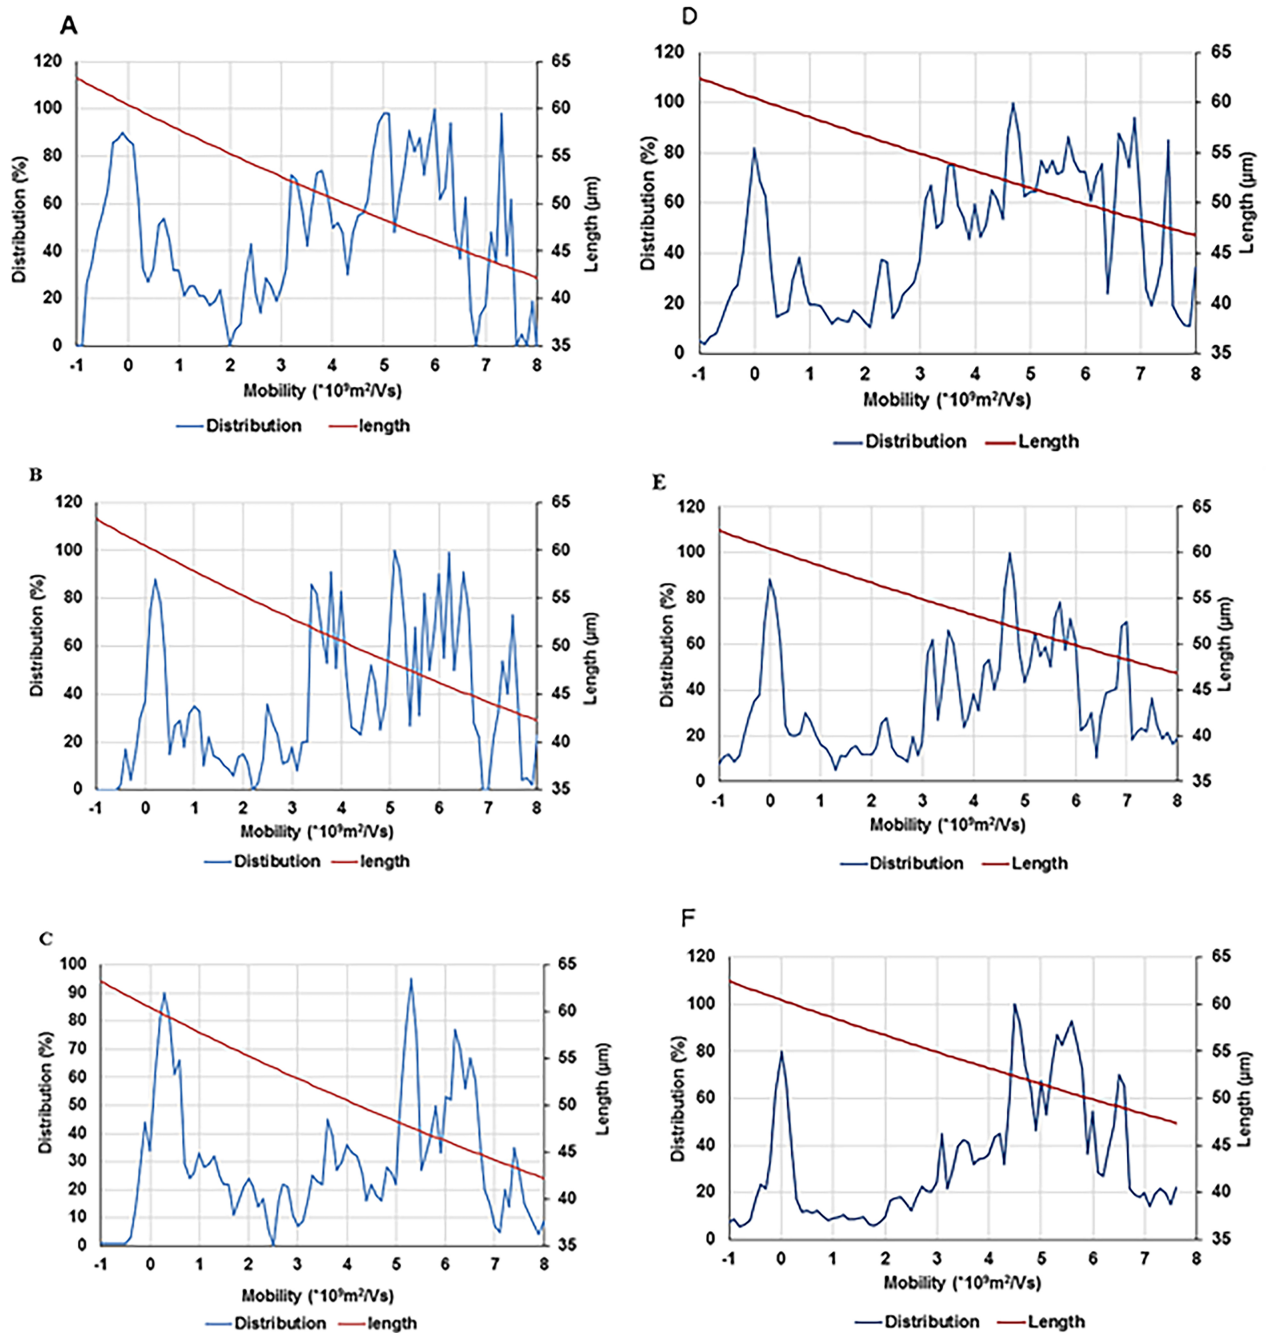 A
120
100
80
60
40
20
0
Distribution (%)
65
60
55
50
45
40
35
Length (µm)
-1 0 1 2 3 4 5 6 7 8
Mobility (*10⁹m²/Vs)
Distribution length
D
120
100
80
60
40
20
0
Distribution (%)
65
60
55
50
45
40
35
Length (µm)
-1 0 1 2 3 4 5 6 7 8
Mobility (*10⁹m²/Vs)
Distribution Length
B
120
100
80
60
40
20
0
Distribution (%)
65
60
55
50
45
40
35
Length (µm)
-1 0 1 2 3 4 5 6 7 8
Mobility (*10⁹m²/Vs)
Distibution length
E
120
100
80
60
40
20
0
Distribution (%)
65
60
55
50
45
40
35
Length (µm)
-1 0 1 2 3 4 5 6 7 8
Mobility (*10⁹m²/Vs)
Distribution Length
C
100
90
80
70
60
50
40
30
20
10
0
Distribution (%)
65
60
55
50
45
40
35
Length (µm)
-1 0 1 2 3 4 5 6 7 8
Mobility (*10⁹m²/Vs)
Distribution length
F
120
100
80
60
40
20
0
Distribution (%)
65
60
55
50
45
40
35
Length (µm)
-1 0 1 2 3 4 5 6 7 8
Mobility (*10⁹m²/Vs)
Distribution Length